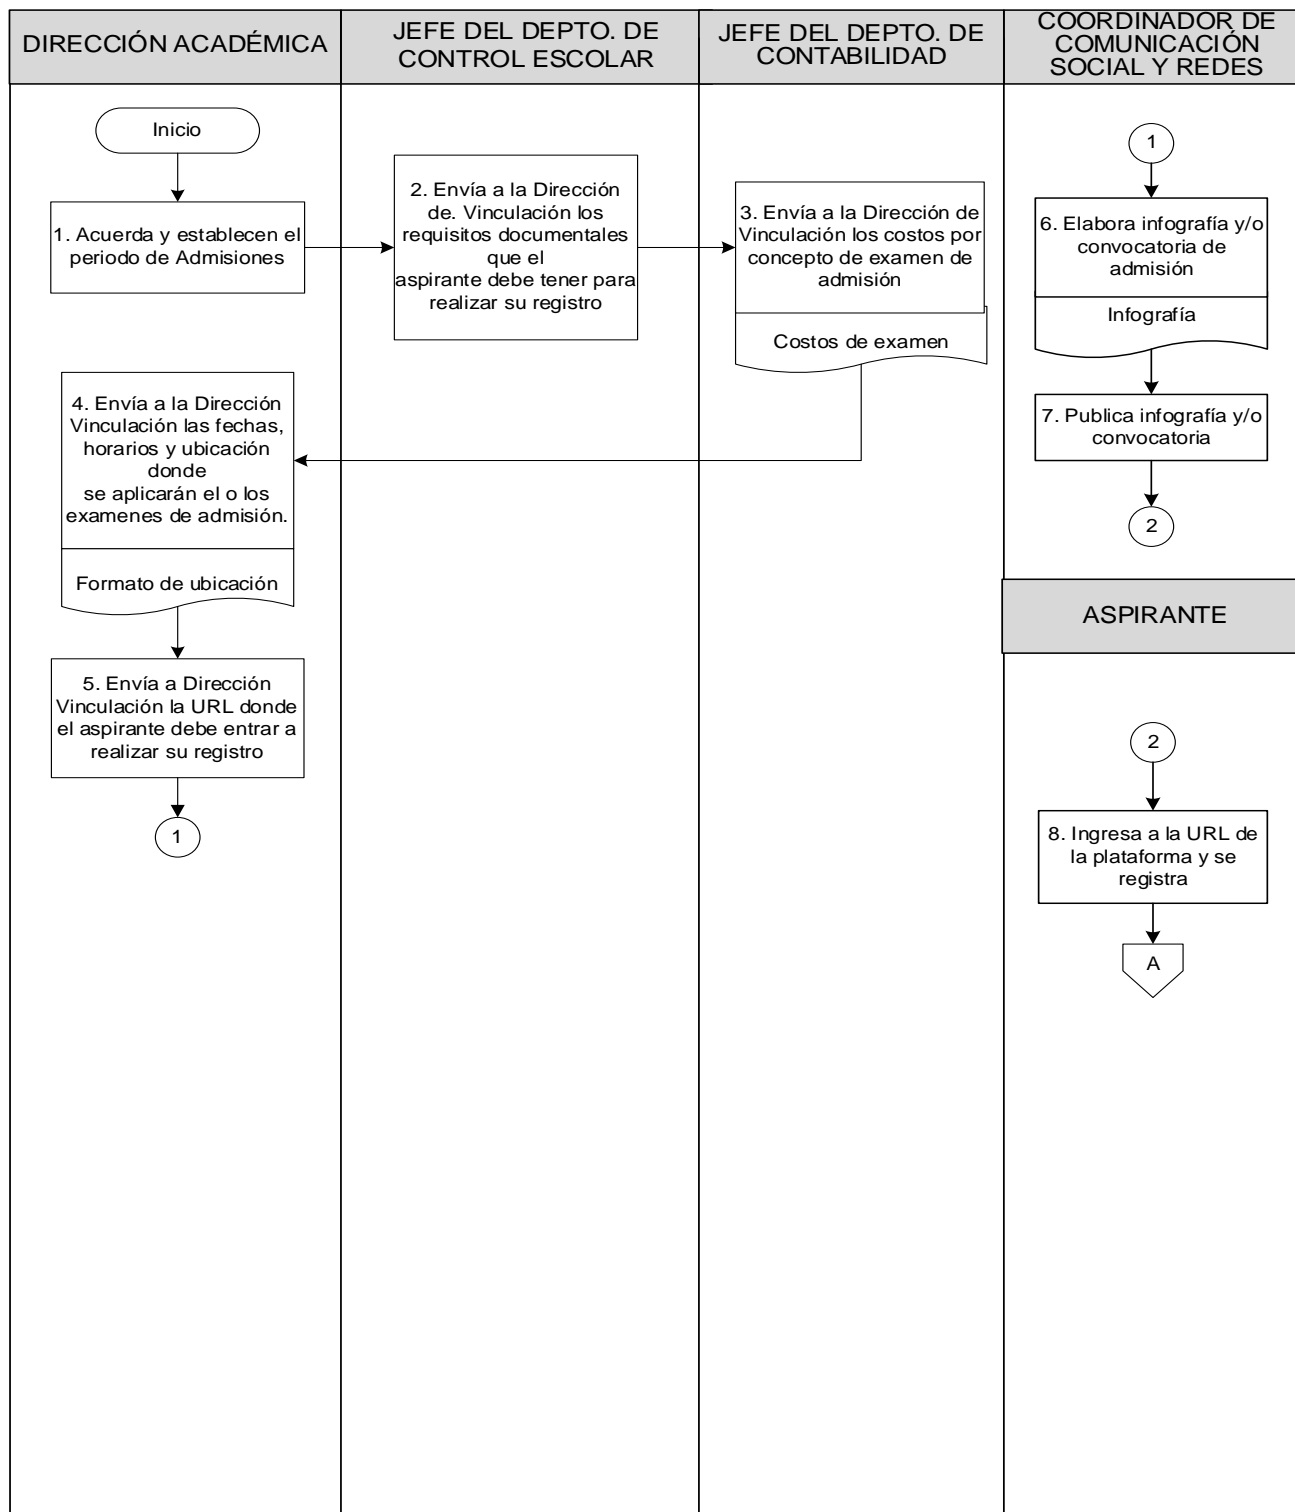 DIRECCIÓN ACADÉMICA
JEFE DEL DEPTO. DE
CONTROL ESCOLAR
JEFE DEL DEPTO. DE
CONTABILIDAD
COORDINADOR DE
COMUNICACIÓN
SOCIAL Y REDES
Inicio
1. Acuerda y establecen el
periodo de Admisiones
2. Envía a la Dirección
de. Vinculación los
requisitos documentales
que el
aspirante debe tener para
realizar su registro
3. Envía a la Dirección de
Vinculación los costos por
concepto de examen de
admisión
Costos de examen
4. Envía a la Dirección
Vinculación las fechas,
horarios y ubicación
donde
se aplicarán el o los
examenes de admisión.
Formato de ubicación
5. Envía a Dirección
Vinculación la URL donde
el aspirante debe entrar a
realizar su registro
1
1
6. Elabora infografía y/o
convocatoria de
admisión
Infografía
7. Publica infografía y/o
convocatoria
2
ASPIRANTE
2
8. Ingresa a la URL de
la plataforma y se
registra
A